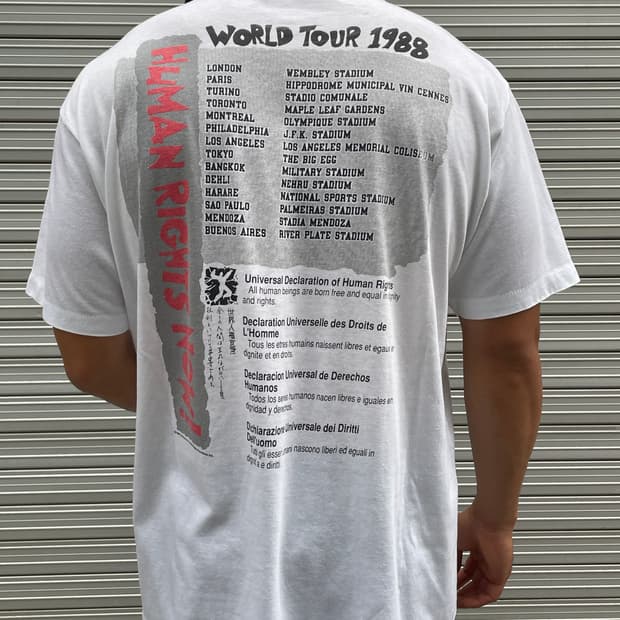 WORLD TOUR 1988
HUMAN RIGHTS NOW!
LONDON WEMBLEY STADIUM
PARIS HIPPODROME MUNICIPAL VIN CENNES
TURINO STADIO COMUNALE
TORONTO MAPLE LEAF GARDENS
MONTREAL OLYMPIQUE STADIUM
PHILADELPHIA J.F.K. STADIUM
LOS ANGELES LOS ANGELES MEMORIAL COLISEUM
TOKYO THE BIG EGG
BANGKOK MILITARY STADIUM
DEHLI NEHRU STADIUM
HARARE NATIONAL SPORTS STADIUM
SAO PAULO PALMEIRAS STADIUM
MENDOZA STADIA MENDOZA
BUENOS AIRES RIVER PLATE STADIUM
Universal Declaration of Human Rights
All human beings are born free and equal in dignity
and rights.
世界人権宣言
Declaration Universelle des Droits de
L'Homme
Tous les etres humains naissent libres et egaux en
dignite et en droits.
Declaracion Universal de Derechos
Humanos
Todos los seres humanos nacen libres e iguales en
dignidad y derechos.
Dichiarazione Universale dei Diritti
Dell'uomo
Tutti gli esseri umani nascono liberi ed eguali in
dignita e diritti.